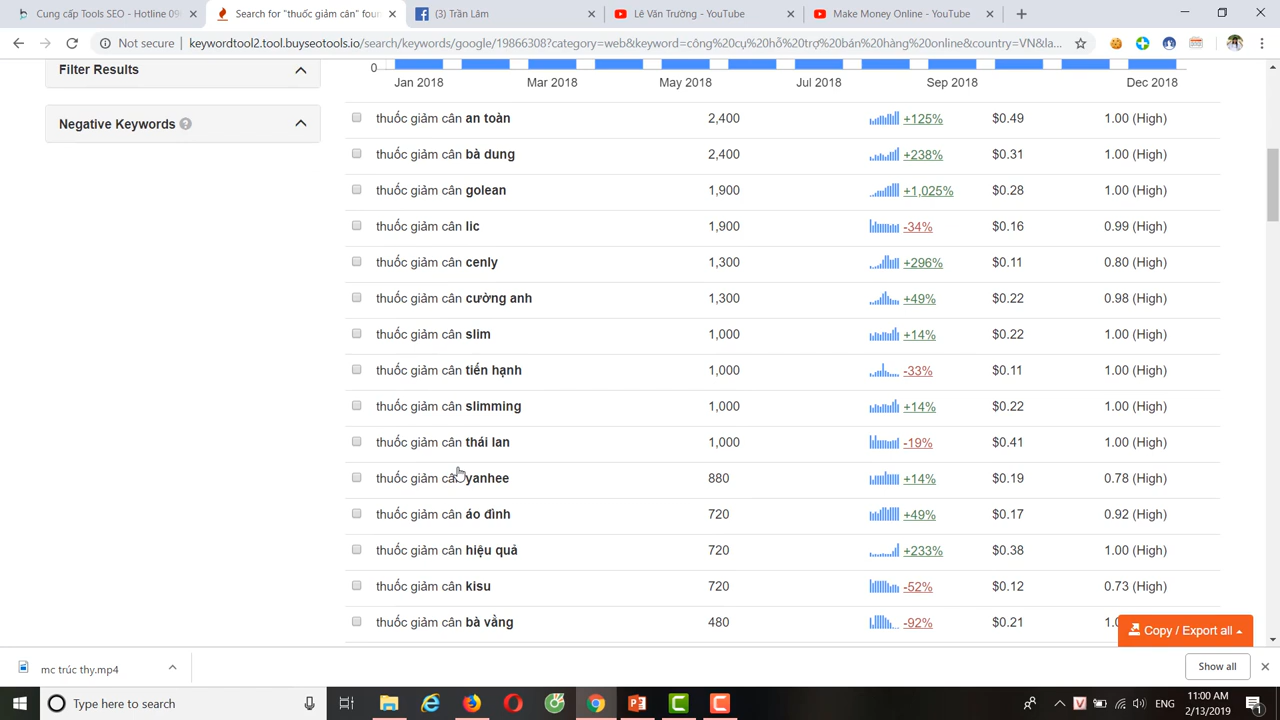 Cung cấp Tools SEO - Hotline 09
Search for "thuốc giảm cân" foun
(3) Trần Lâm
Lê Văn Trường - YouTube
Make Money Online - YouTube
Not secure
keywordtool2.tool.buyseotools.io/search/keywords/google/19866308?category=web&keyword=công%20cụ%20hỗ%20trợ%20bán%20hàng%20online&country=VN&la...
Filter Results
Negative Keywords
0
Jan 2018 Mar 2018 May 2018 Jul 2018 Sep 2018 Dec 2018
thuốc giảm cân an toàn 2,400 +125% $0.49 1.00 (High)
thuốc giảm cân bà dung 2,400 +238% $0.31 1.00 (High)
thuốc giảm cân golean 1,900 +1,025% $0.28 1.00 (High)
thuốc giảm cân lic 1,900 -34% $0.16 0.99 (High)
thuốc giảm cân cenly 1,300 +296% $0.11 0.80 (High)
thuốc giảm cân cường anh 1,300 +49% $0.22 0.98 (High)
thuốc giảm cân slim 1,000 +14% $0.22 1.00 (High)
thuốc giảm cân tiến hạnh 1,000 -33% $0.11 1.00 (High)
thuốc giảm cân slimming 1,000 +14% $0.22 1.00 (High)
thuốc giảm cân thái lan 1,000 -19% $0.41 1.00 (High)
thuốc giảm cân yanhee 880 +14% $0.19 0.78 (High)
thuốc giảm cân áo đình 720 +49% $0.17 0.92 (High)
thuốc giảm cân hiệu quả 720 +233% $0.38 1.00 (High)
thuốc giảm cân kisu 720 -52% $0.12 0.73 (High)
thuốc giảm cân bà vằng 480 -92% $0.21
Copy / Export all
mc trúc thy.mp4
Show all
Type here to search
ENG
11:00 AM
2/13/2019